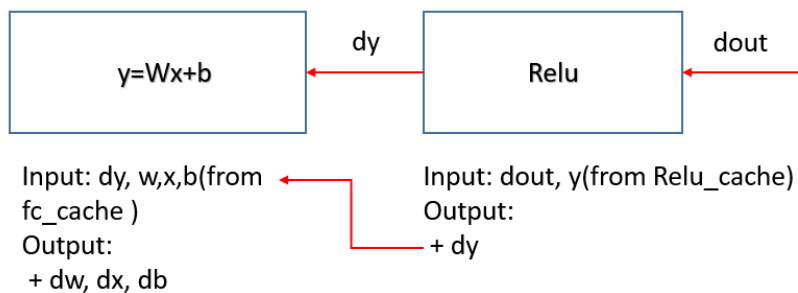 dy
dout
y=Wx+b
Relu
Input: dy, w,x,b(from
fc_cache )
Output:
+ dw, dx, db
Input: dout, y(from Relu_cache)
Output:
+ dy